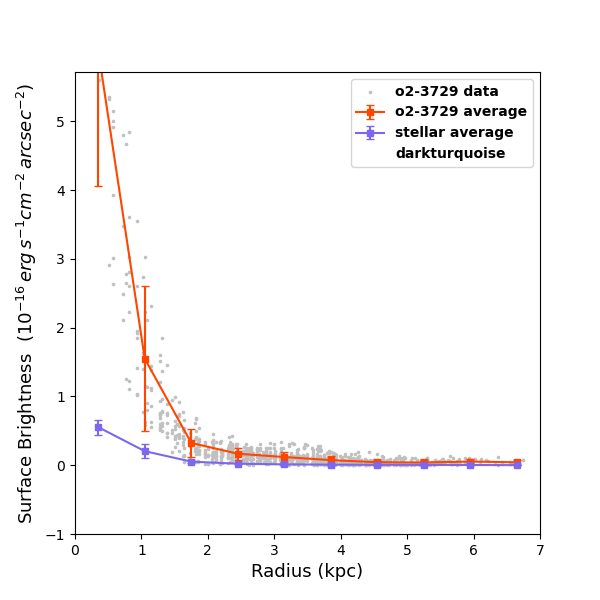 o2-3729 data
o2-3729 average
stellar average
darkturquoise
5
4
3
2
1
0
−1
0 1 2 3 4 5 6 7
Radius (kpc)
Surface Brightness (10⁻¹⁶ erg s⁻¹cm⁻² arcsec⁻²)